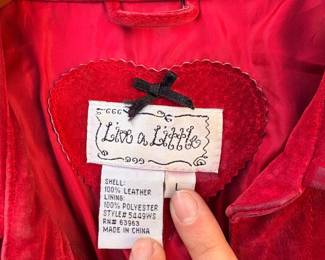 Live a Little
L
SHELL:
100% LEATHER
LINING:
100% POLYESTER
STYLE#5449WS
RN# 63963
MADE IN CHINA